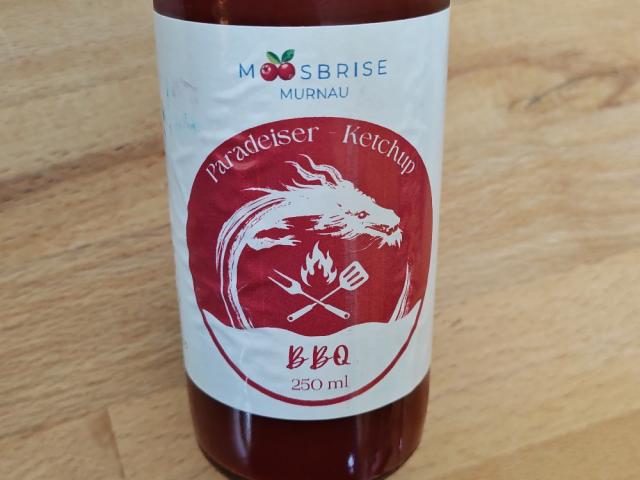 MOOSBRISE
MURNAU
Paradeiser - Ketchup
BBQ
250 ml